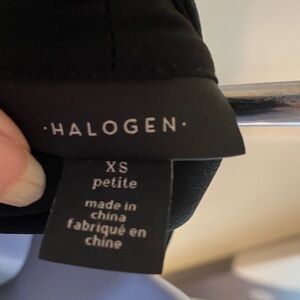 ·HALOGEN·
XS
petite
made in
china
fabriqué en
chine